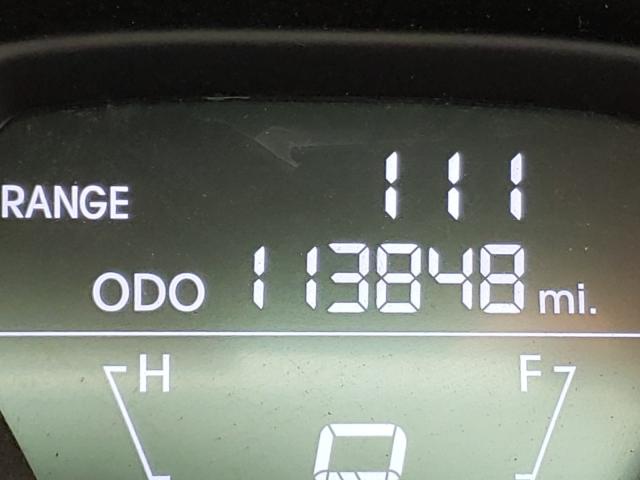 RANGE 111
ODO 113848 mi.
H F